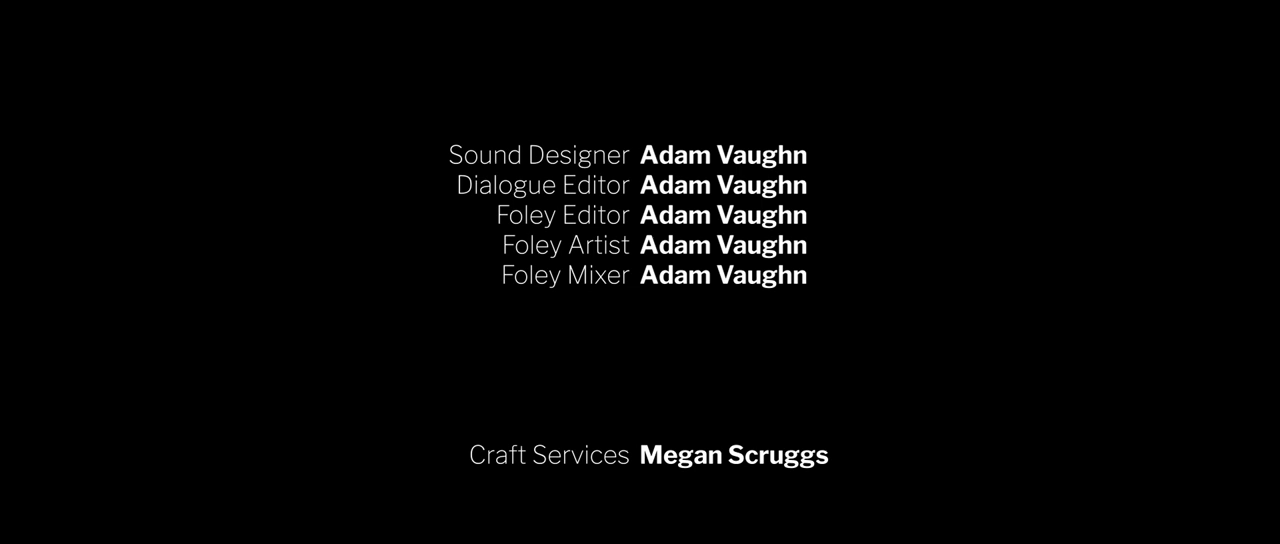 Sound Designer Adam Vaughn
Dialogue Editor Adam Vaughn
Foley Editor Adam Vaughn
Foley Artist Adam Vaughn
Foley Mixer Adam Vaughn
Craft Services Megan Scruggs